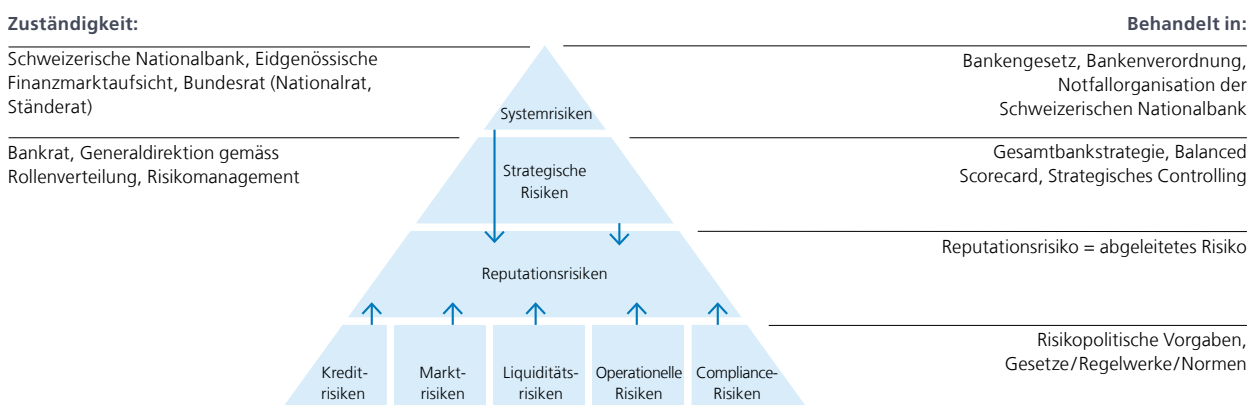 Zuständigkeit:
Behandelt in:
Schweizerische Nationalbank, Eidgenössische
Finanzmarktaufsicht, Bundesrat (Nationalrat,
Ständerat)
Systemrisiken
Bankengesetz, Bankenverordnung,
Notfallorganisation der
Schweizerischen Nationalbank
Bankrat, Generaldirektion gemäss
Rollenverteilung, Risikomanagement
Strategische
Risiken
Gesamtbankstrategie, Balanced
Scorecard, Strategisches Controlling
Reputationsrisiken
Reputationsrisiko = abgeleitetes Risiko
Kredit-
risiken
Markt-
risiken
Liquiditäts-
risiken
Operationelle
Risiken
Compliance-
Risiken
Risikopolitische Vorgaben,
Gesetze/Regelwerke/Normen